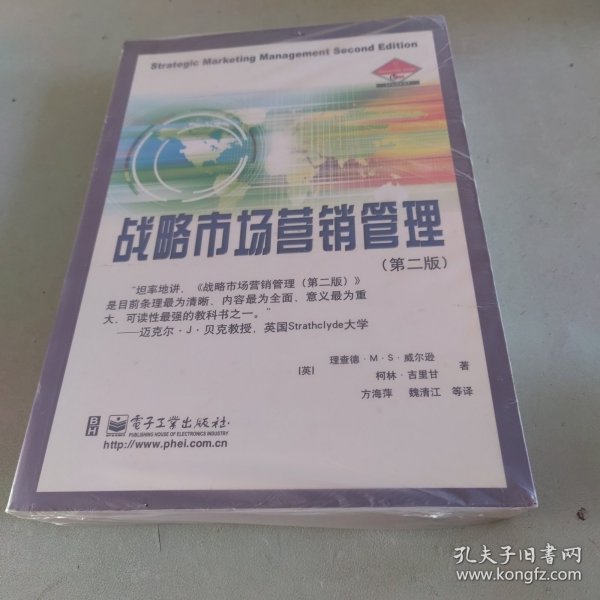 Strategic Marketing Management Second Edition
战略市场营销管理
(第二版)
“坦率地讲，《战略市场营销管理(第二版)》
是目前条理最为清晰、内容最为全面、意义最为重
大、可读性最强的教科书之一。”
——迈克尔·J·贝克教授，英国Strathclyde大学
理查德·M·S·威尔逊
[英] 著
柯林·吉里甘
方海萍 魏清江 等译
BH 電子工業出版社
PUBLISHING HOUSE OF ELECTRONICS INDUSTRY
http://www.phei.com.cn
孔夫子旧书网
www.kongfz.com